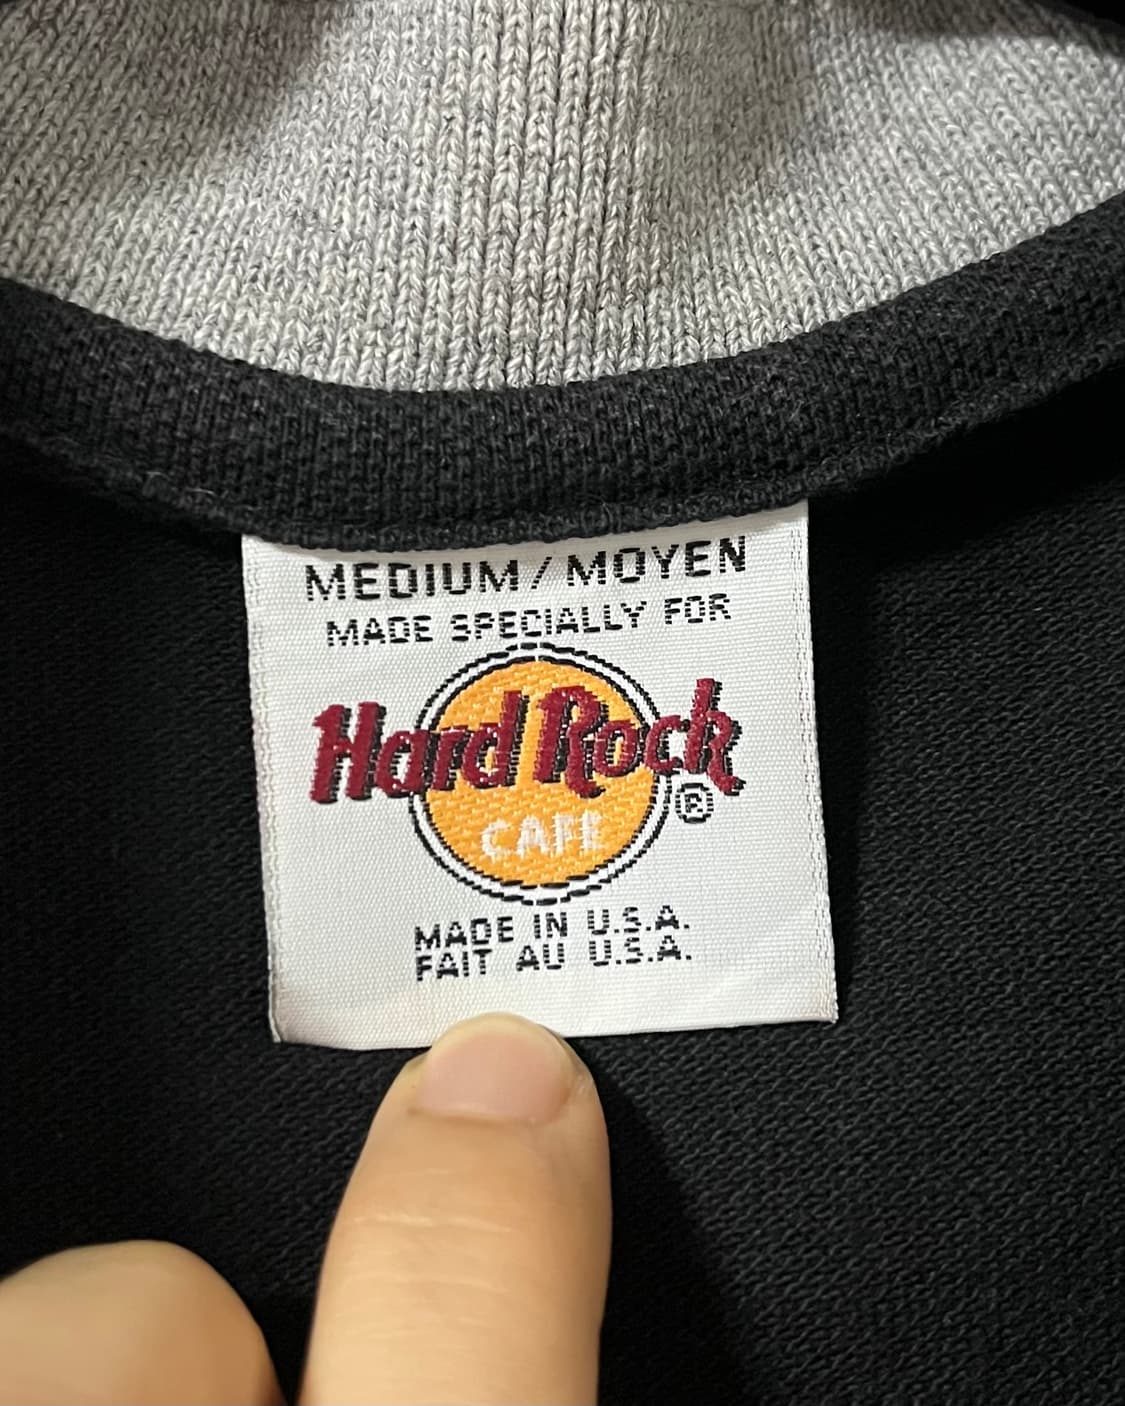 MEDIUM / MOYEN
MADE SPECIALLY FOR
Hard Rock
CAFE
®
MADE IN U.S.A.
FAIT AU U.S.A.